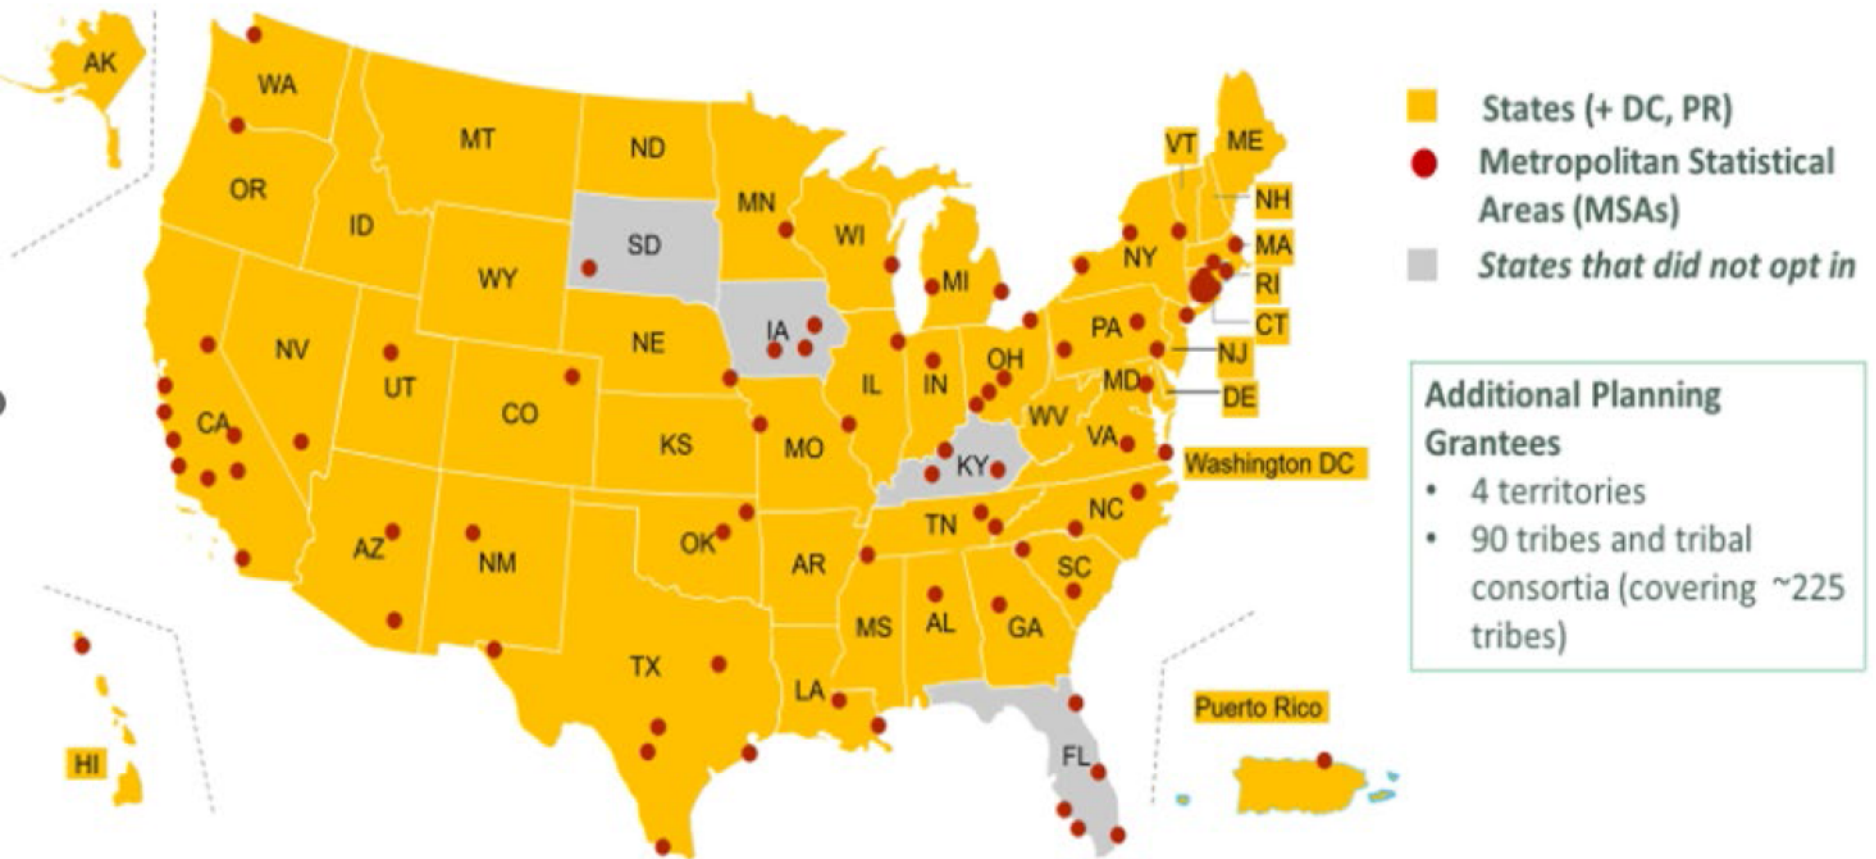 AK
WA
MT
ND
MN
OR
ID
SD
WI
MI
WY
IA
NE
NV
UT
CO
CA
KS
IL
IN
OH
MO
KY
WV
VA
PA
NY
VT
ME
NH
MA
RI
CT
NJ
MD
DE
Washington DC
AZ
NM
OK
AR
TN
NC
SC
MS
AL
GA
TX
LA
FL
HI
Puerto Rico
States (+ DC, PR)
Metropolitan Statistical
Areas (MSAs)
States that did not opt in
Additional Planning
Grantees
• 4 territories
• 90 tribes and tribal
consortia (covering ~225
tribes)